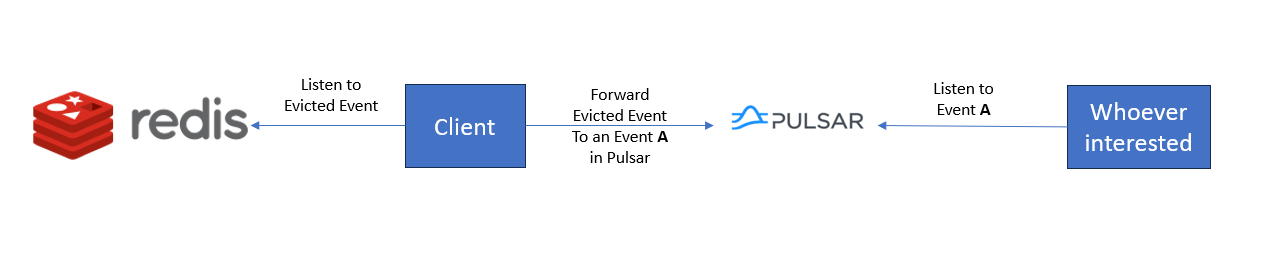 redis
Listen to
Evicted Event
Client
Forward
Evicted Event
To an Event A
in Pulsar
PULSAR
Listen to
Event A
Whoever
interested